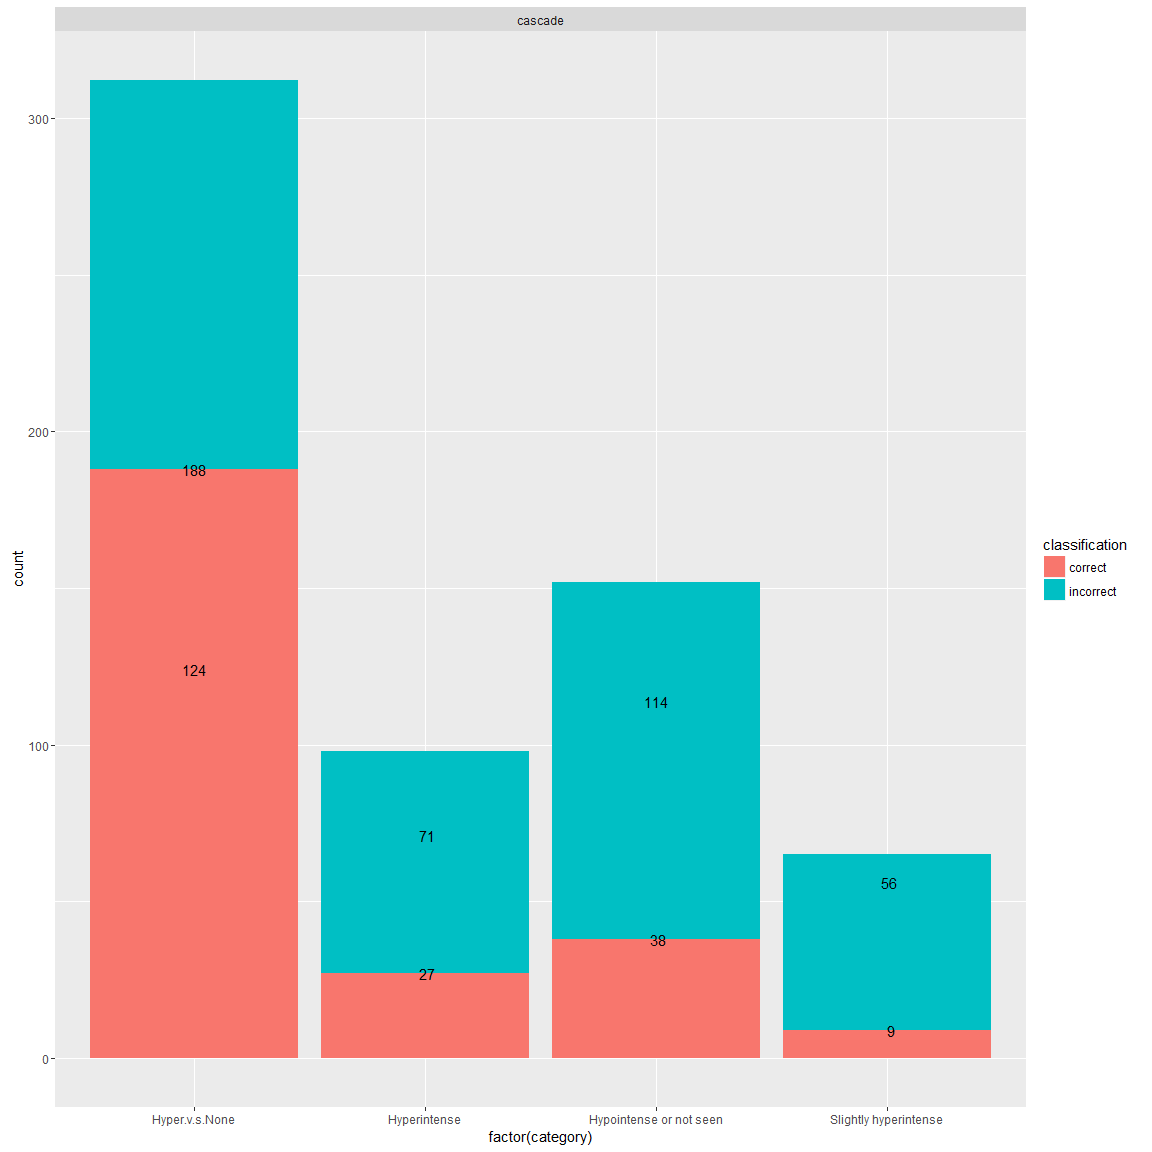 cascade
300
200
100
0
count
188
124
71
27
114
38
56
9
Hyper.v.s.None
Hyperintense
Hypointense or not seen
Slightly hyperintense
factor(category)
classification
correct
incorrect